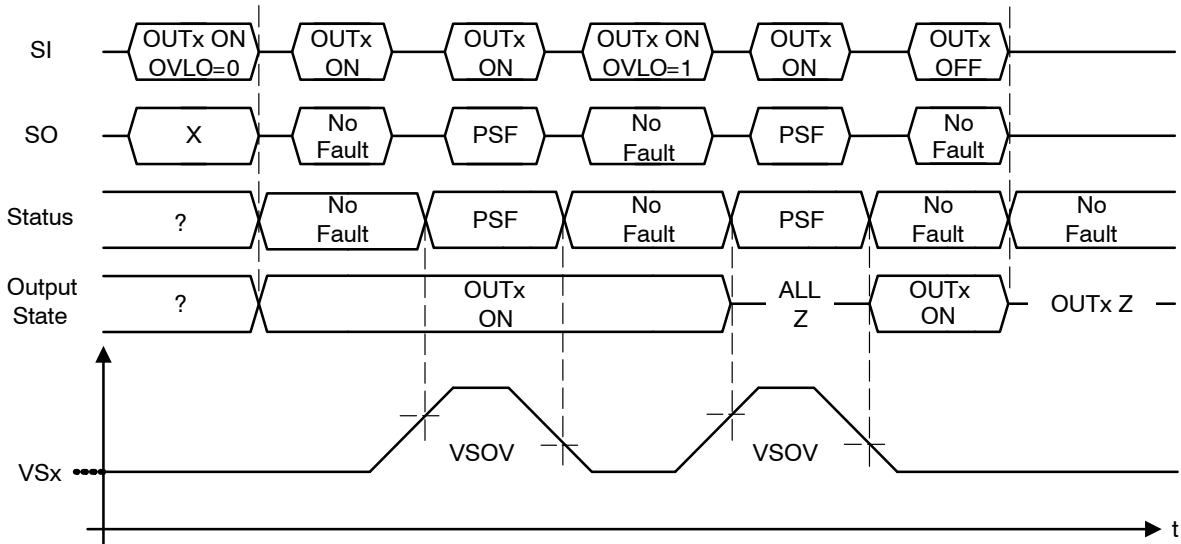 SI
OUTx ON
OVLO=0
OUTx
ON
OUTx
ON
OUTx ON
OVLO=1
OUTx
ON
OUTx
OFF
SO
X
No
Fault
PSF
No
Fault
PSF
No
Fault
Status
?
No
Fault
PSF
No
Fault
PSF
No
Fault
No
Fault
Output
State
?
OUTx
ON
ALL
Z
OUTx
ON
OUTx Z
VSx
VSOV
VSOV
t